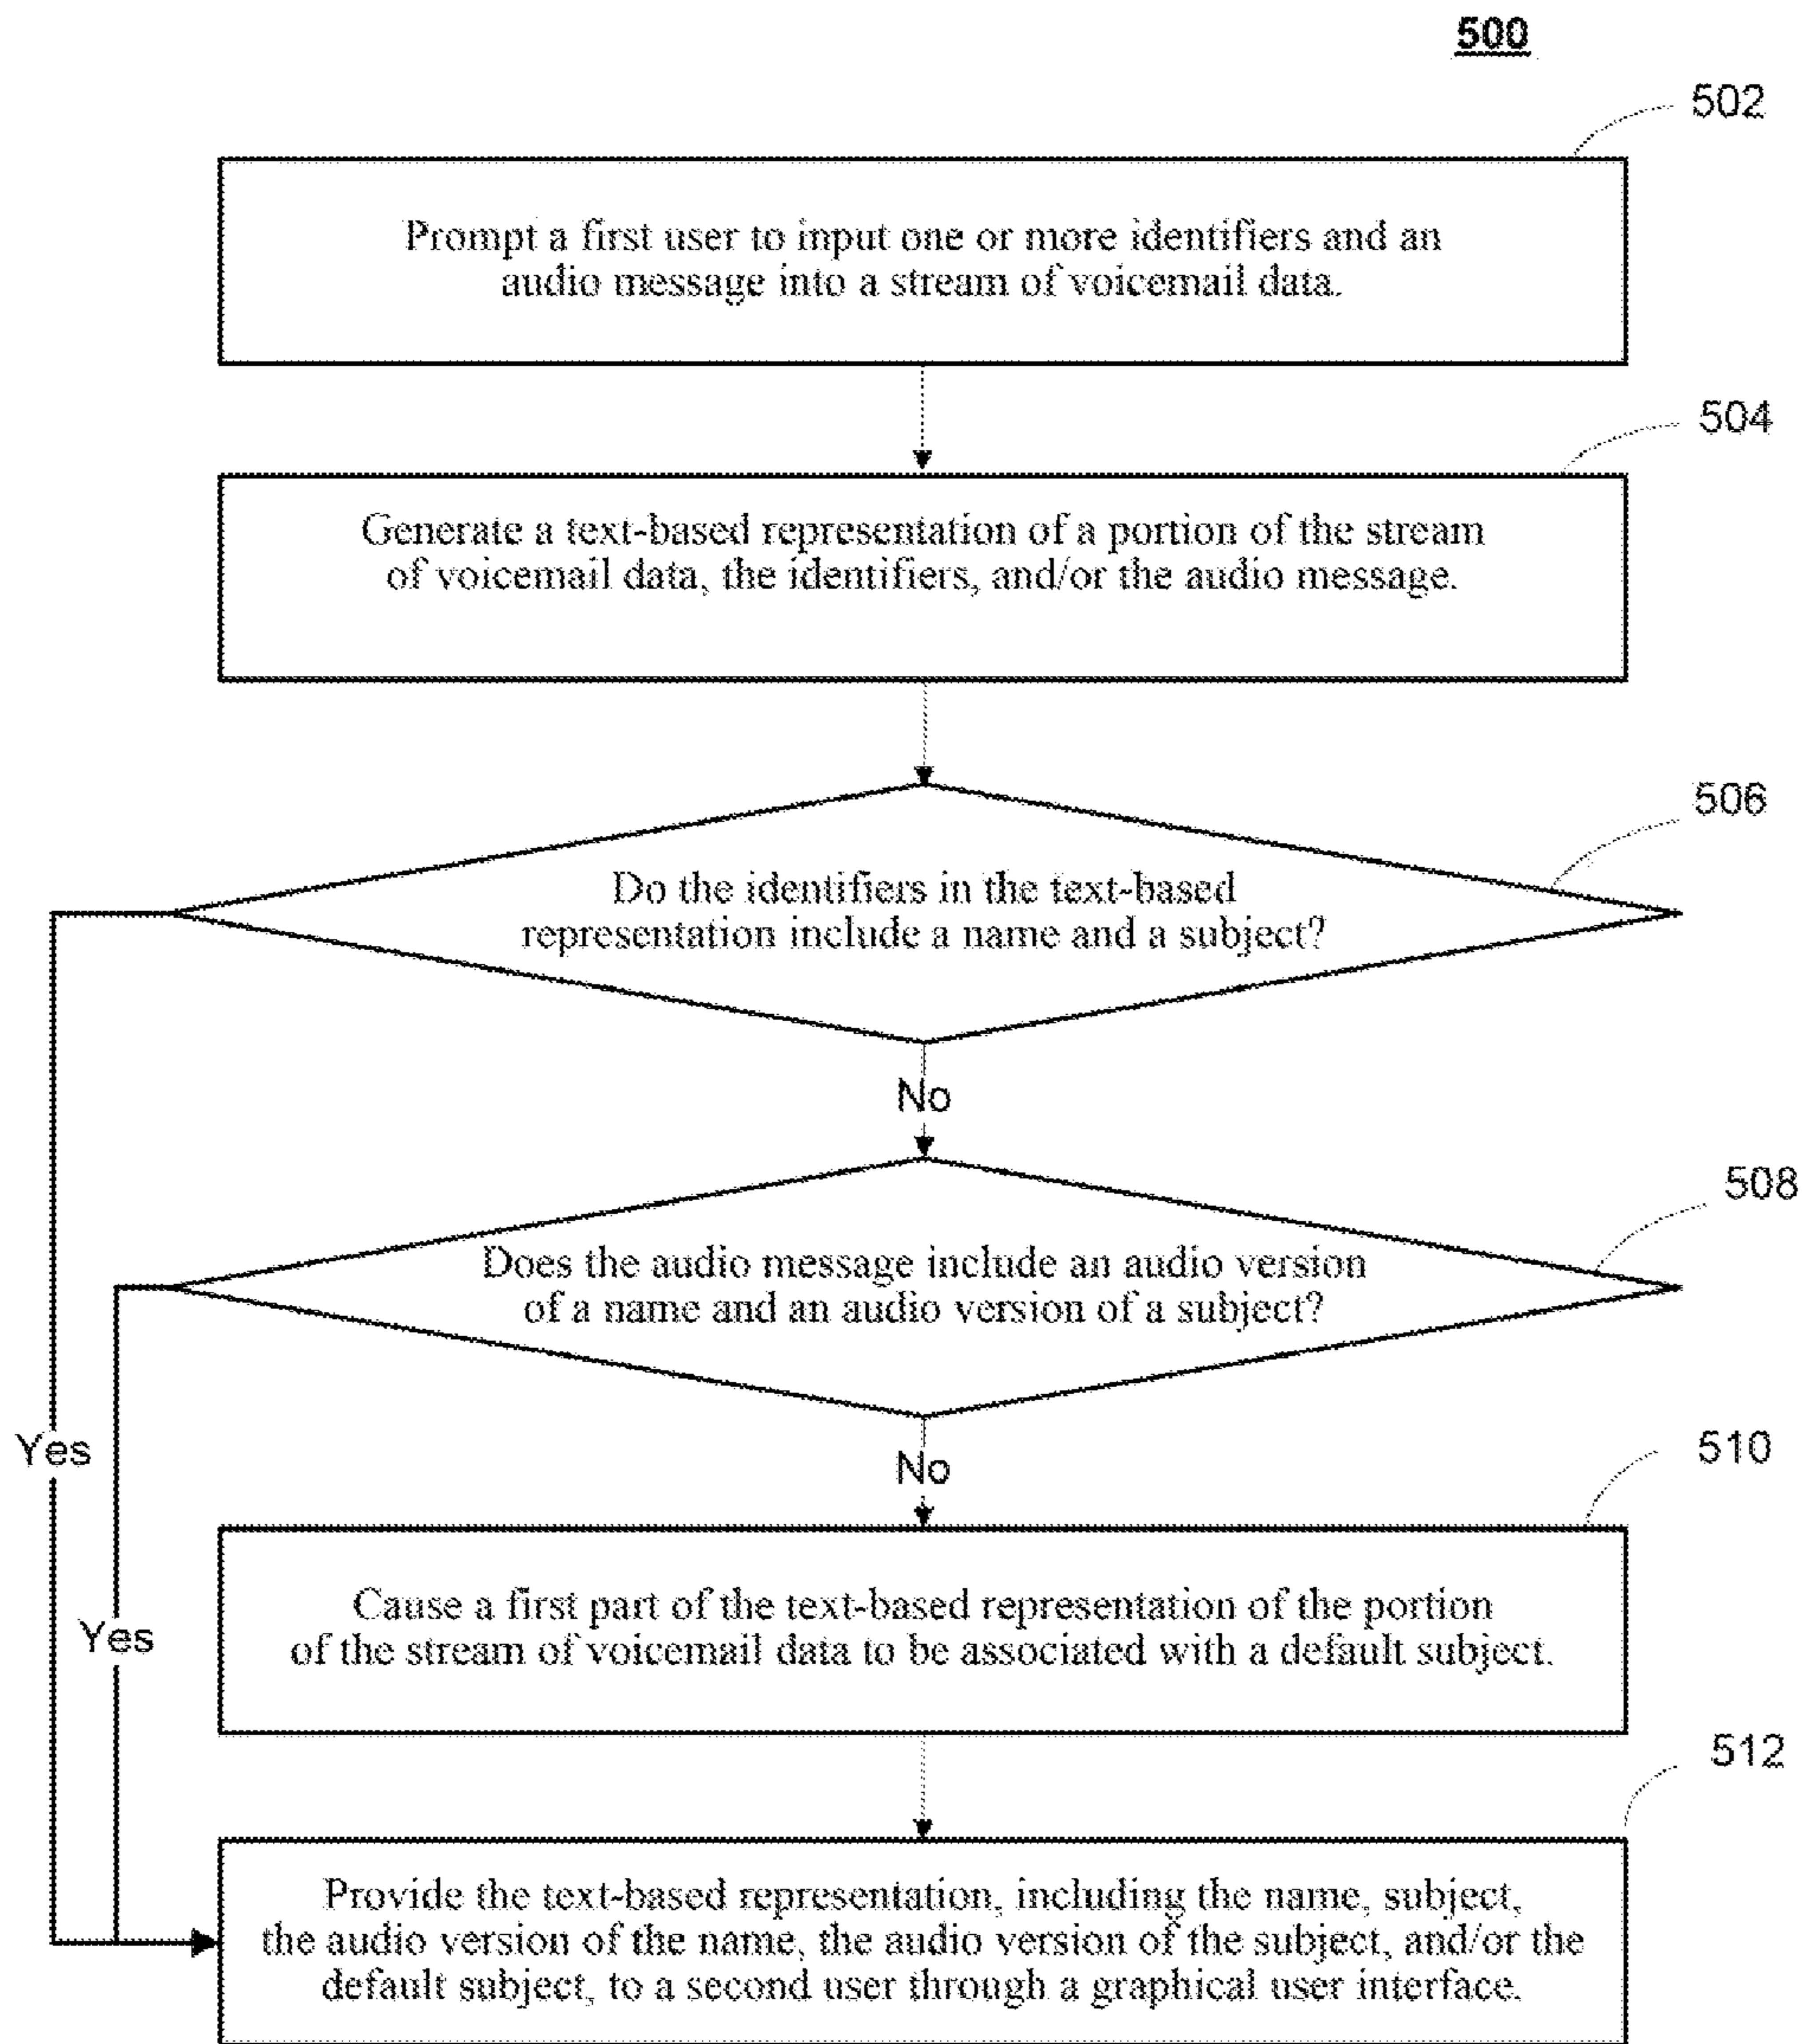 500
502
Prompt a first user to input one or more identifiers and an
audio message into a stream of voicemail data.
504
Generate a text-based representation of a portion of the stream
of voicemail data, the identifiers, and/or the audio message.
506
Do the identifiers in the text-based
representation include a name and a subject?
No
508
Does the audio message include an audio version
of a name and an audio version of a subject?
Yes
No
510
Yes
Cause a first part of the text-based representation of the portion
of the stream of voicemail data to be associated with a default subject.
512
Provide the text-based representation, including the name, subject,
the audio version of the name, the audio version of the subject, and/or the
default subject, to a second user through a graphical user interface.